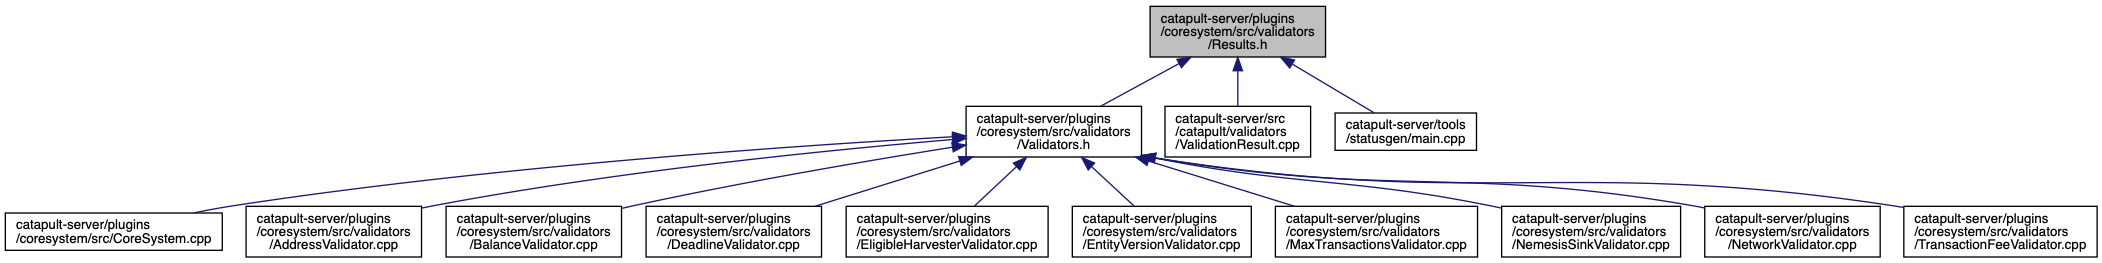 catapult-server/plugins
/coresystem/src/validators
/Results.h
catapult-server/plugins
/coresystem/src/validators
/Validators.h
catapult-server/src
/catapult/validators
/ValidationResult.cpp
catapult-server/tools
/statusgen/main.cpp
catapult-server/plugins
/coresystem/src/CoreSystem.cpp
catapult-server/plugins
/coresystem/src/validators
/AddressValidator.cpp
catapult-server/plugins
/coresystem/src/validators
/BalanceValidator.cpp
catapult-server/plugins
/coresystem/src/validators
/DeadlineValidator.cpp
catapult-server/plugins
/coresystem/src/validators
/EligibleHarvesterValidator.cpp
catapult-server/plugins
/coresystem/src/validators
/EntityVersionValidator.cpp
catapult-server/plugins
/coresystem/src/validators
/MaxTransactionsValidator.cpp
catapult-server/plugins
/coresystem/src/validators
/NemesisSinkValidator.cpp
catapult-server/plugins
/coresystem/src/validators
/NetworkValidator.cpp
catapult-server/plugins
/coresystem/src/validators
/TransactionFeeValidator.cpp